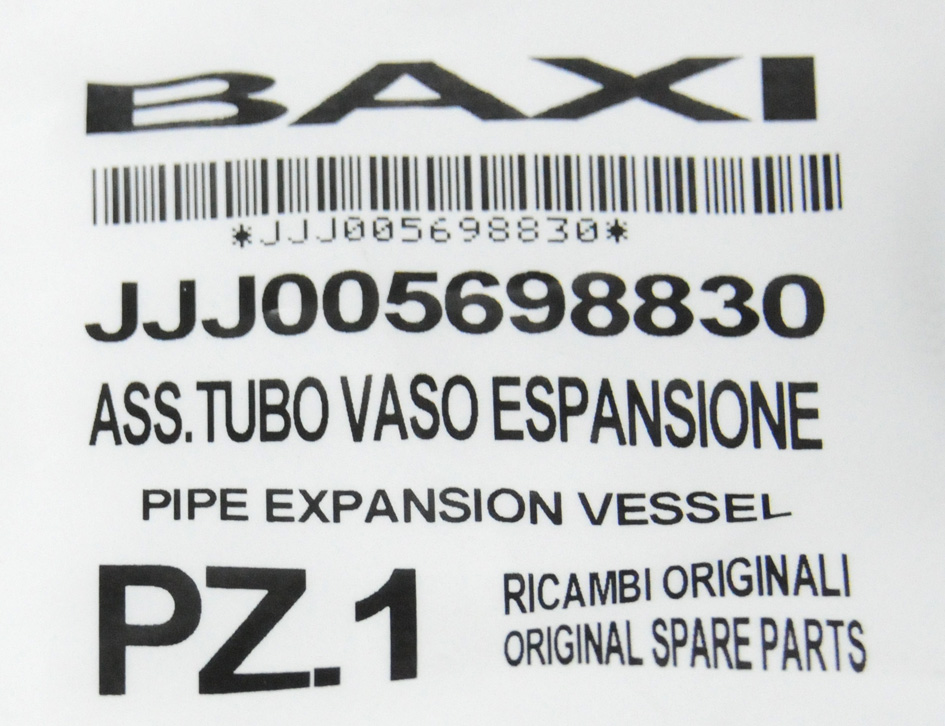 BAXI
*JJJ005698830*
JJJ005698830
ASS.TUBO VASO ESPANSIONE
PIPE EXPANSION VESSEL
PZ.1
RICAMBI ORIGINALI
ORIGINAL SPARE PARTS